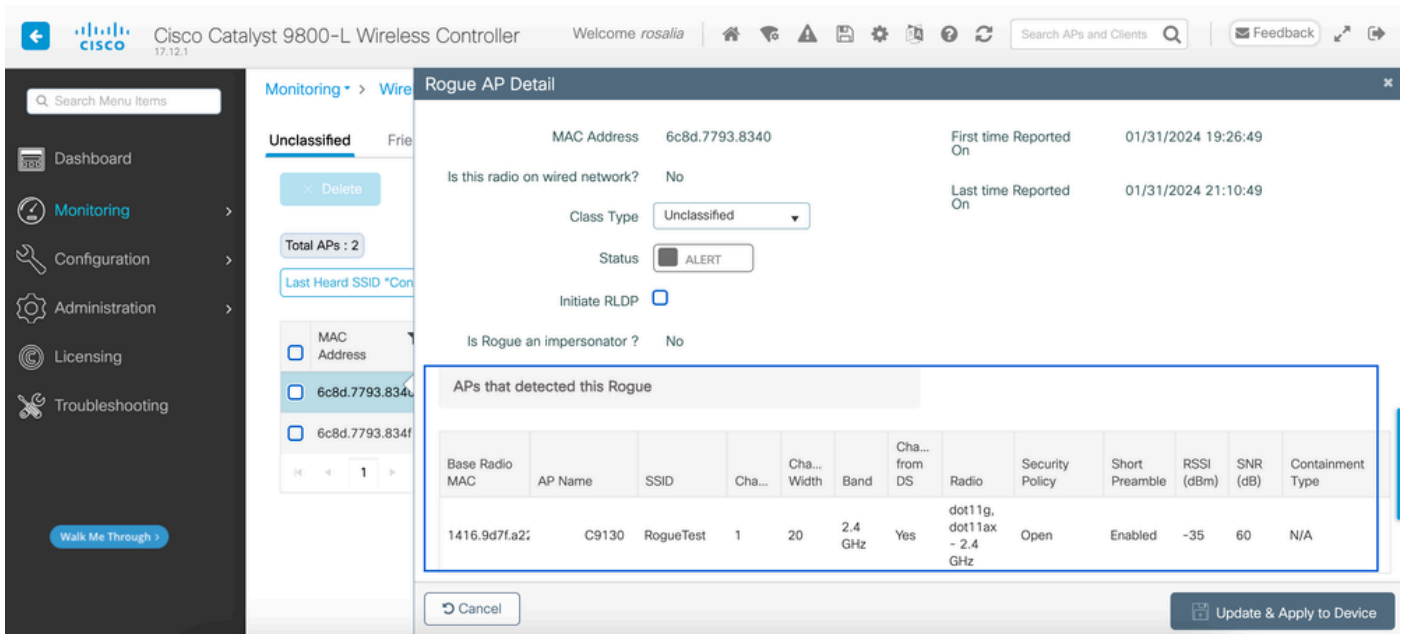 CISCO
Cisco Catalyst 9800-L Wireless Controller
17.12.1
Welcome rosalia
Search APs and Clients
Feedback
Search Menu Items
Dashboard
Monitoring
Configuration
Administration
Licensing
Troubleshooting
Walk Me Through >
Monitoring > Wire
Unclassified Frie
× Delete
Total APs : 2
Last Heard SSID "Con
MAC
Address
6c8d.7793.8340
6c8d.7793.834f
1
Rogue AP Detail
MAC Address 6c8d.7793.8340
First time Reported
On
01/31/2024 19:26:49
Is this radio on wired network? No
Last time Reported
On
01/31/2024 21:10:49
Class Type Unclassified
Status ALERT
Initiate RLDP
Is Rogue an impersonator ? No
APs that detected this Rogue
Base Radio
MAC
AP Name
SSID
Cha...
Cha...
Width
Band
Cha...
from
DS
Radio
Security
Policy
Short
Preamble
RSSI
(dBm)
SNR
(dB)
Containment
Type
1416.9d7f.a22
C9130
RogueTest
1
20
2.4
GHz
Yes
dot11g,
dot11ax
- 2.4
GHz
Open
Enabled
-35
60
N/A
Cancel
Update & Apply to Device